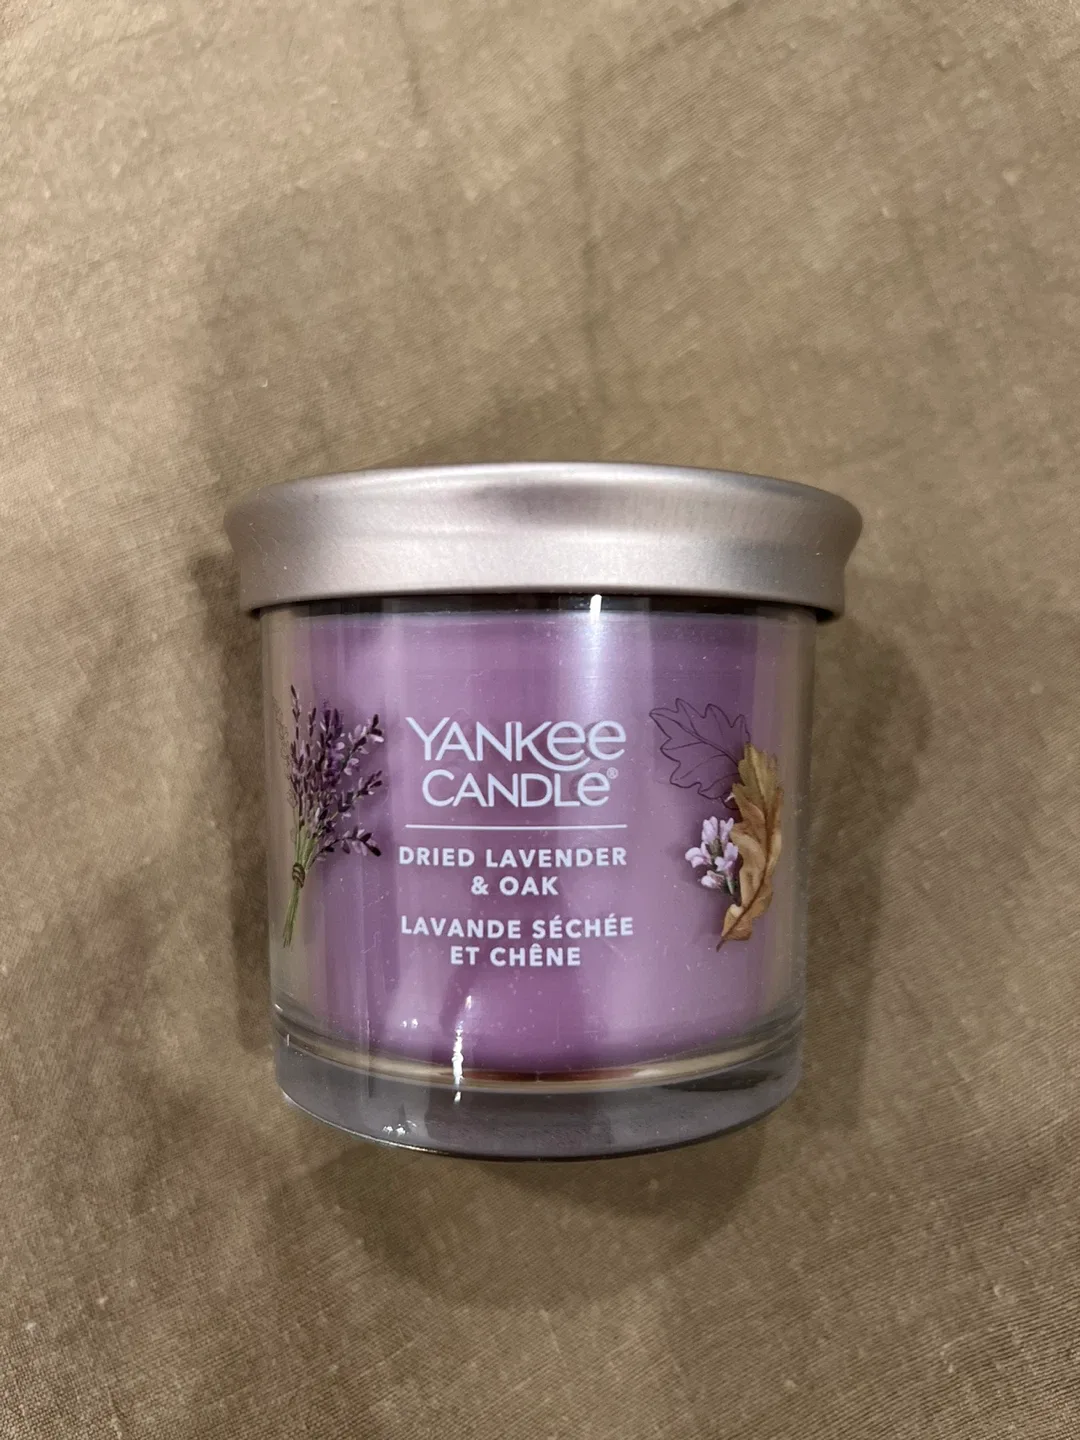 YANKEE
CANDLE®
DRIED LAVENDER
& OAK
LAVANDE SÉCHÉE
ET CHÊNE